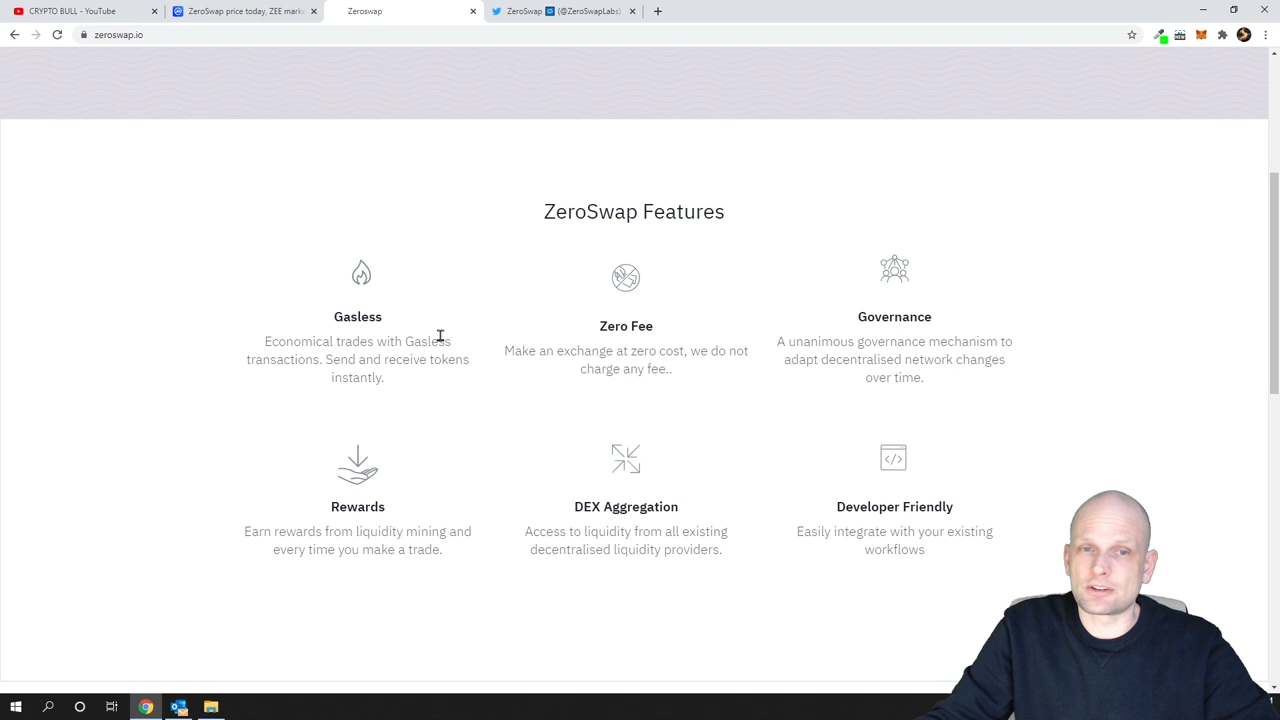 CRYPTO BULL - YouTube
ZeroSwap price today, ZEE marke
Zeroswap
ZeroSwap (@ZeroSwapLabs)
zeroswap.io
ZeroSwap Features
Gasless
Economical trades with Gasless
transactions. Send and receive tokens
instantly.
Zero Fee
Make an exchange at zero cost, we do not
charge any fee..
Governance
A unanimous governance mechanism to
adapt decentralised network changes
over time.
Rewards
Earn rewards from liquidity mining and
every time you make a trade.
DEX Aggregation
Access to liquidity from all existing
decentralised liquidity providers.
Developer Friendly
Easily integrate with your existing
workflows